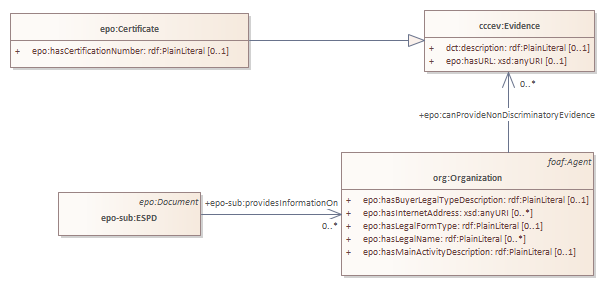 epo:Certificate
+ epo:hasCertificationNumber: rdf:PlainLiteral [0..1]
cccev:Evidence
+ dct:description: rdf:PlainLiteral [0..1]
+ epo:hasURL: xsd:anyURI [0..1]
0..*
+epo:canProvideNonDiscriminatoryEvidence
foaf:Agent
org:Organization
+ epo:hasBuyerLegalTypeDescription: rdf:PlainLiteral [0..1]
+ epo:hasInternetAddress: xsd:anyURI [0..*]
+ epo:hasLegalFormType: rdf:PlainLiteral [0..1]
+ epo:hasLegalName: rdf:PlainLiteral [0..*]
+ epo:hasMainActivityDescription: rdf:PlainLiteral [0..1]
epo:Document
epo-sub:ESPD
+epo-sub:providesInformationOn
0..*